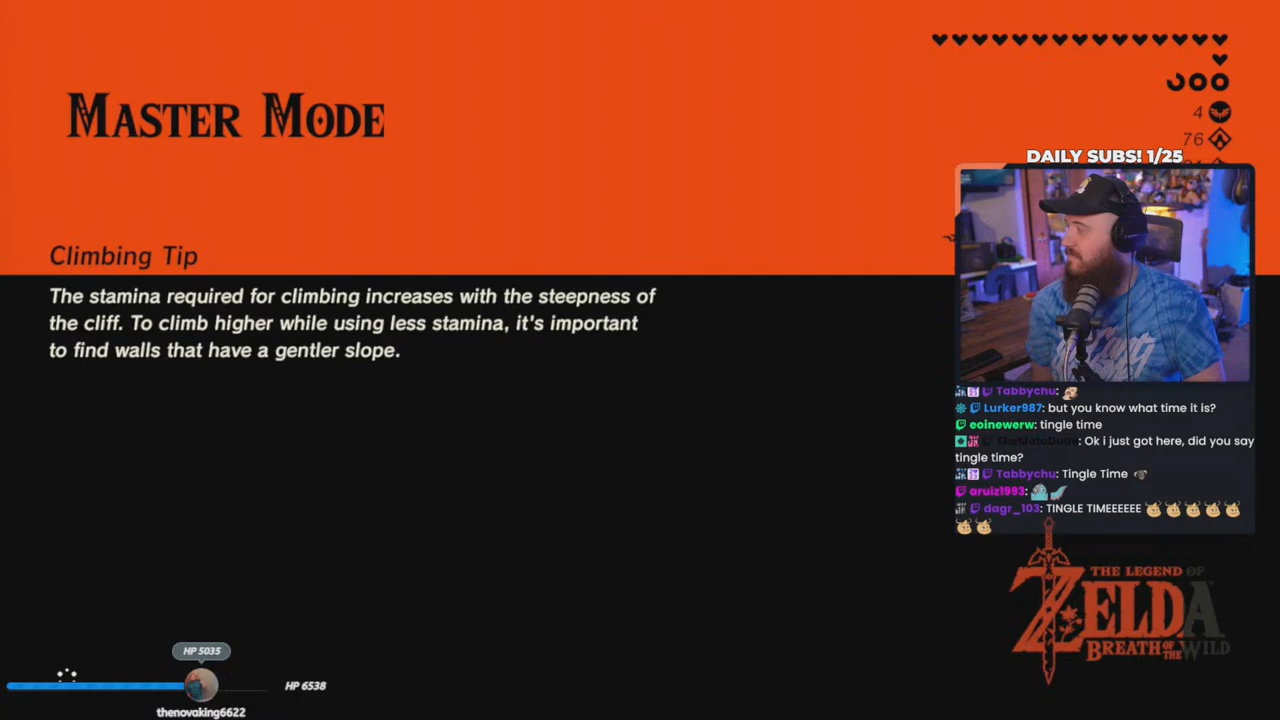 MASTER MODE
4
76
DAILY SUBS! 1/25
Climbing Tip
The stamina required for climbing increases with the steepness of
the cliff. To climb higher while using less stamina, it's important
to find walls that have a gentler slope.
Tabbychu:
Lurker987: but you know what time it is?
eoinewerw: tingle time
TheMotoDude: Ok i just got here, did you say
tingle time?
Tabbychu: Tingle Time
aruiz1993:
dagr_103: TINGLE TIMEEEEEE
THE LEGEND OF
ZELDA
BREATH OF THE WILD
HP 5035
HP 6538
thenovaking6622